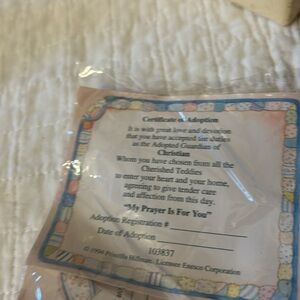 Certificate of Adoption
It is with great love and devotion
that you have accepted the duties
as the Adopted Guardian of
Christian
Whom you have chosen from all the
Cherished Teddies
to enter your heart and your home,
agreeing to give tender care
and affection from this day.
"My Prayer Is For You"
Adoption Registration #
Date of Adoption
103837
© 1994 Priscilla Hillman, Licensee Enesco Corporation